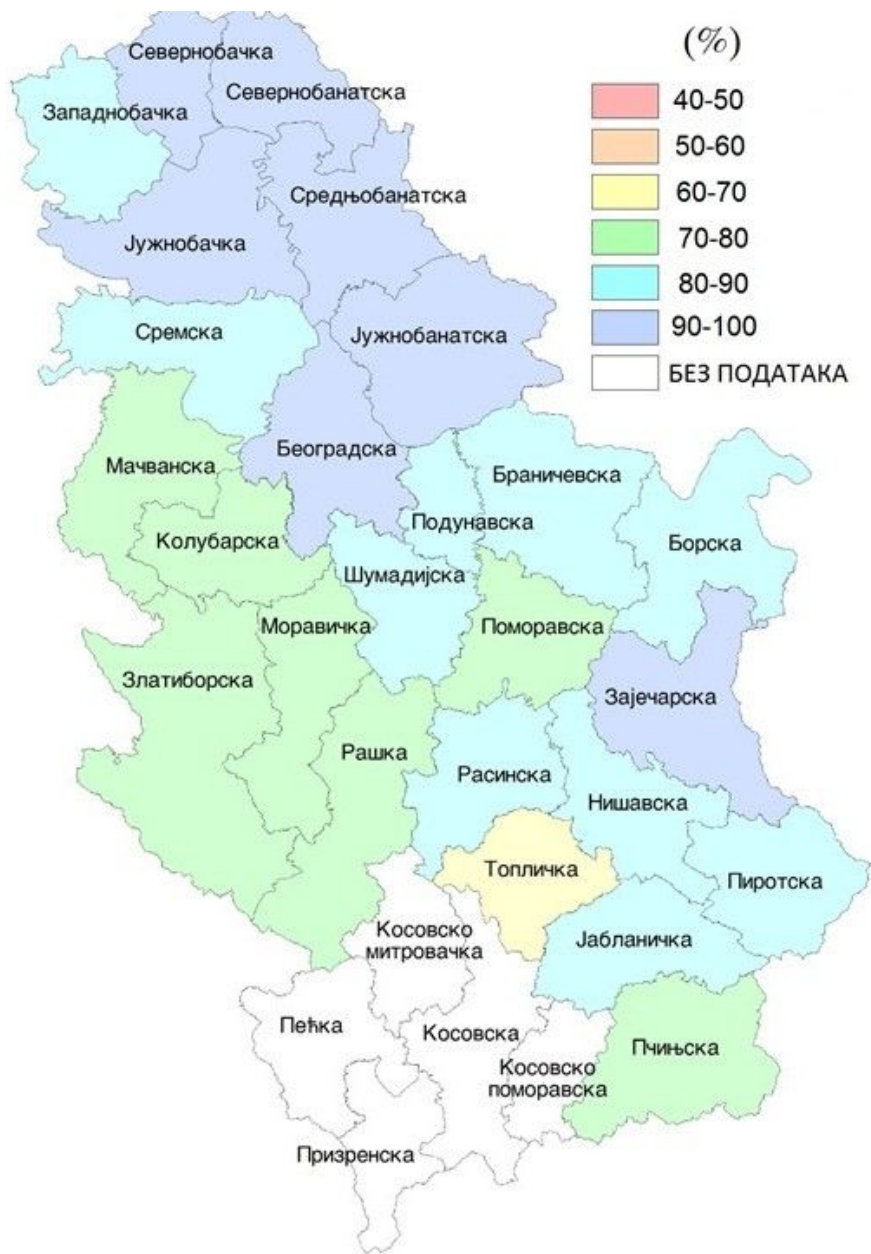 (%)
40-50
50-60
60-70
70-80
80-90
90-100
БЕЗ ПОДАТАКА
Севернобачка
Севернобанатска
Западнобачка
Средњобанатска
Јужнобачка
Сремска
Јужнобанатска
Београдска
Мачванска
Браничевска
Подунавска
Колубарска
Борска
Шумадијска
Моравичка
Поморавска
Златиборска
Зајечарска
Рашка
Расинска
Нишавска
Топличка
Пиротска
Косовско
митровачка
Јабланичка
Пећка
Косовска
Косовско
поморавска
Пчињска
Призренска